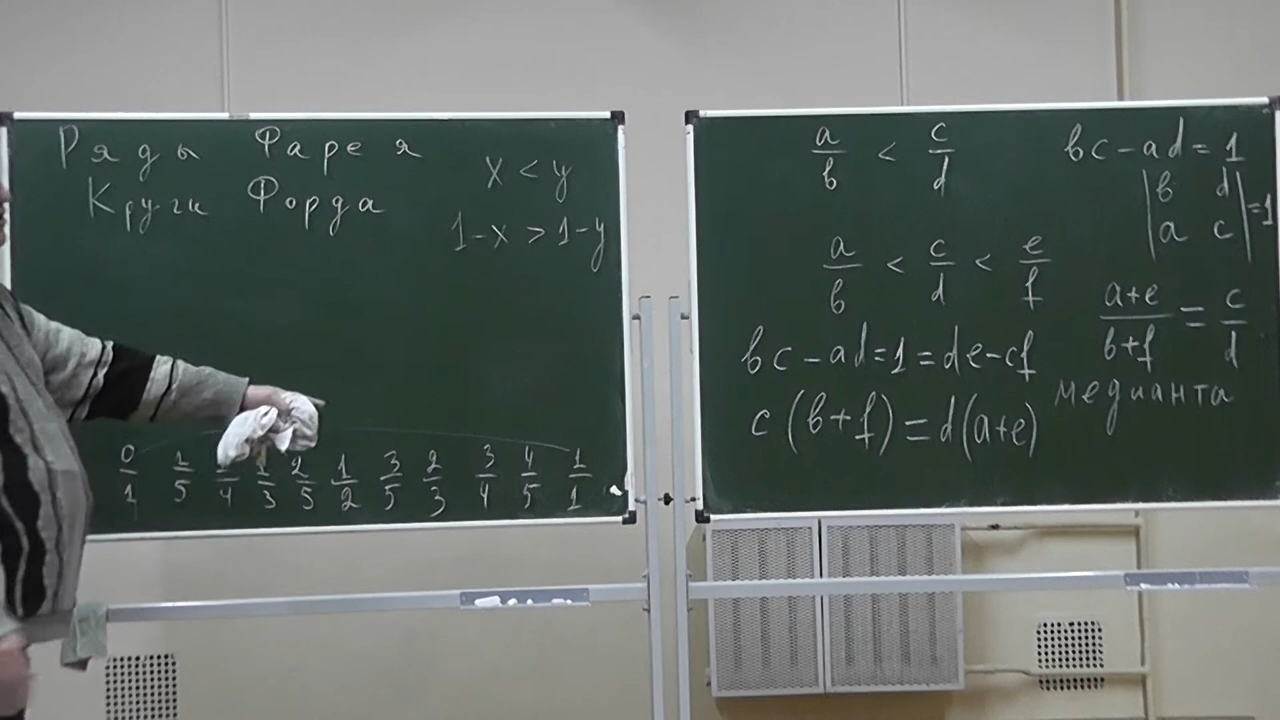 Ряды Фарея
Круги Форда
x < y
1-x > 1-y
0/1 1/5 1/4 1/3 2/5 1/2 3/5 2/3 3/4 4/5 1/1
a/b < c/d
bc-ad=1
|b d|
|a c|=1
a/b < c/d < e/f
(a+e)/(b+f) = c/d
bc-ad=1=de-cf
медианта
c(b+f)=d(a+e)